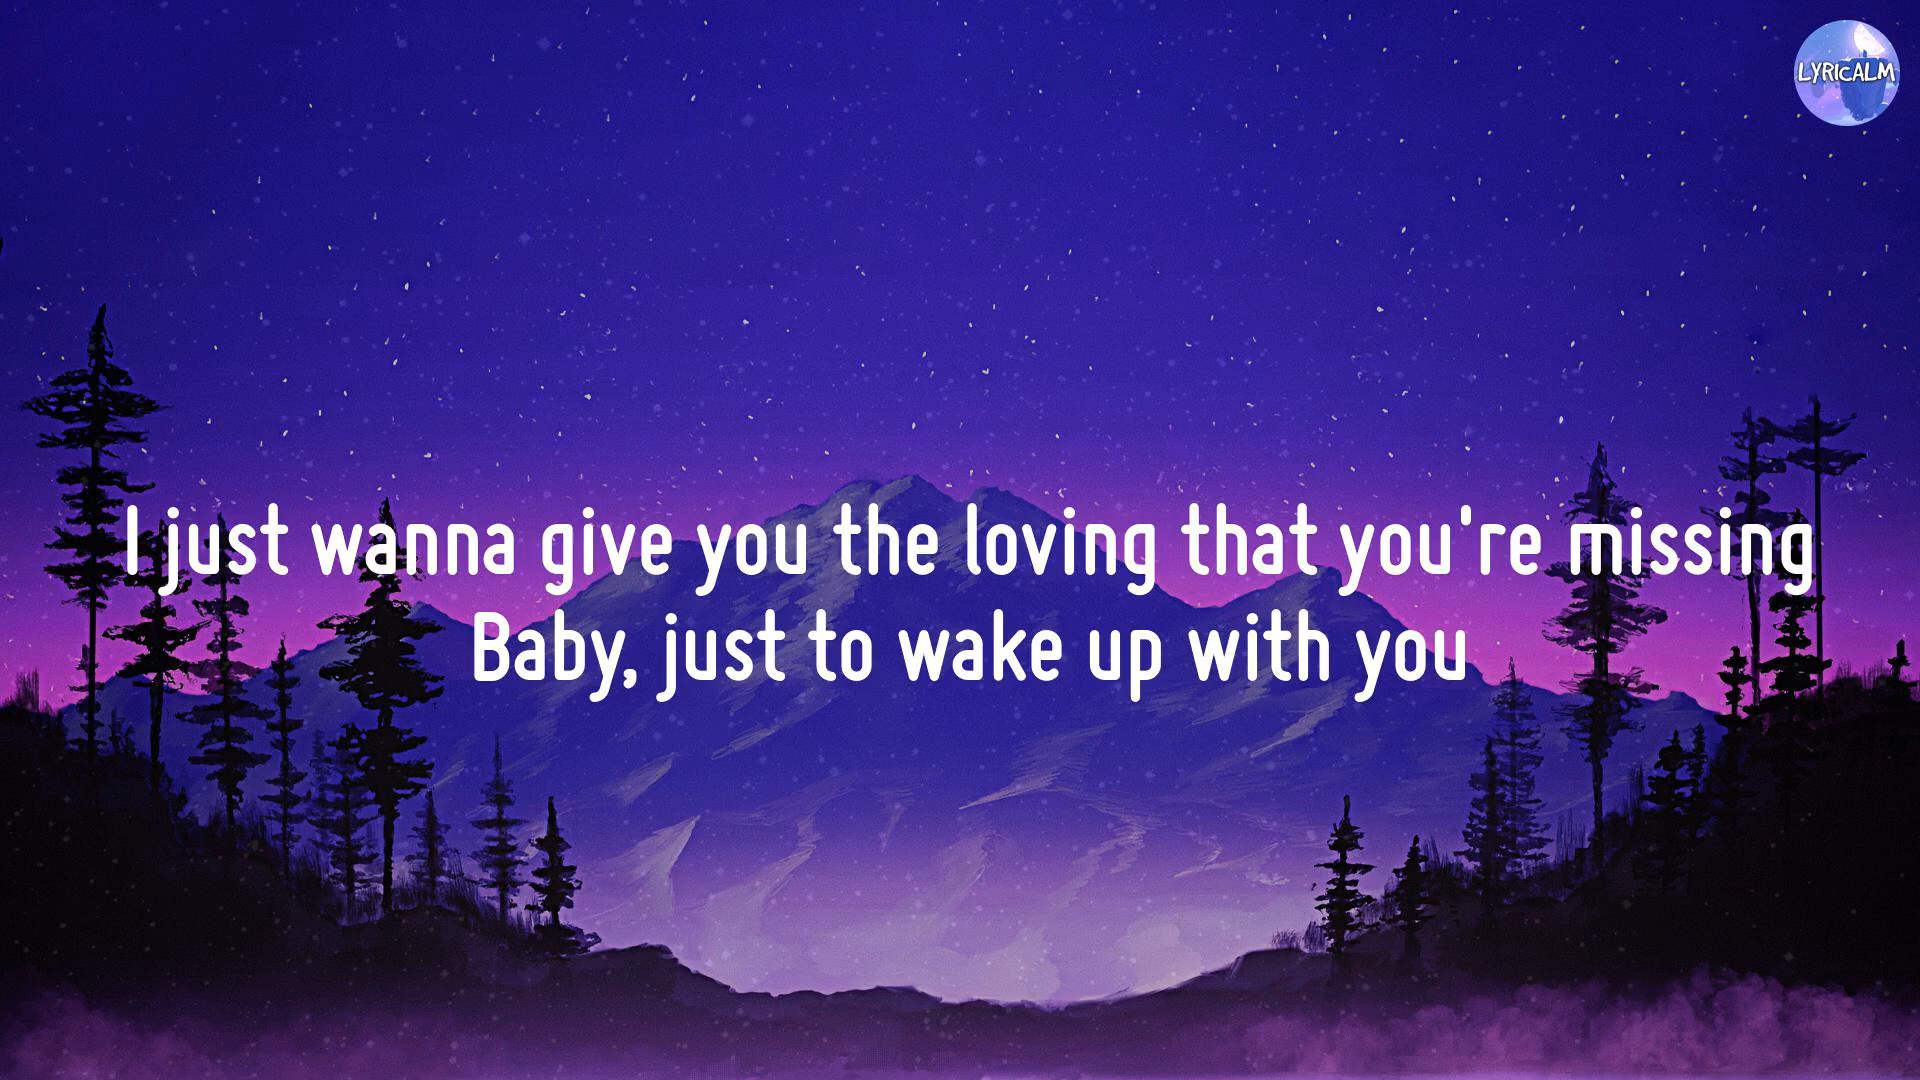 LYRICALM
I just wanna give you the loving that you're missing
Baby, just to wake up with you